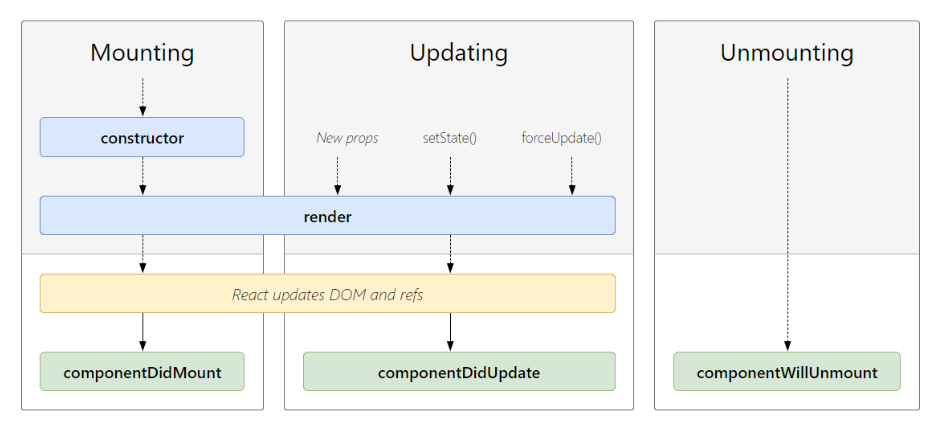 Mounting
Updating
Unmounting
constructor
New props
setState()
forceUpdate()
render
React updates DOM and refs
componentDidMount
componentDidUpdate
componentWillUnmount